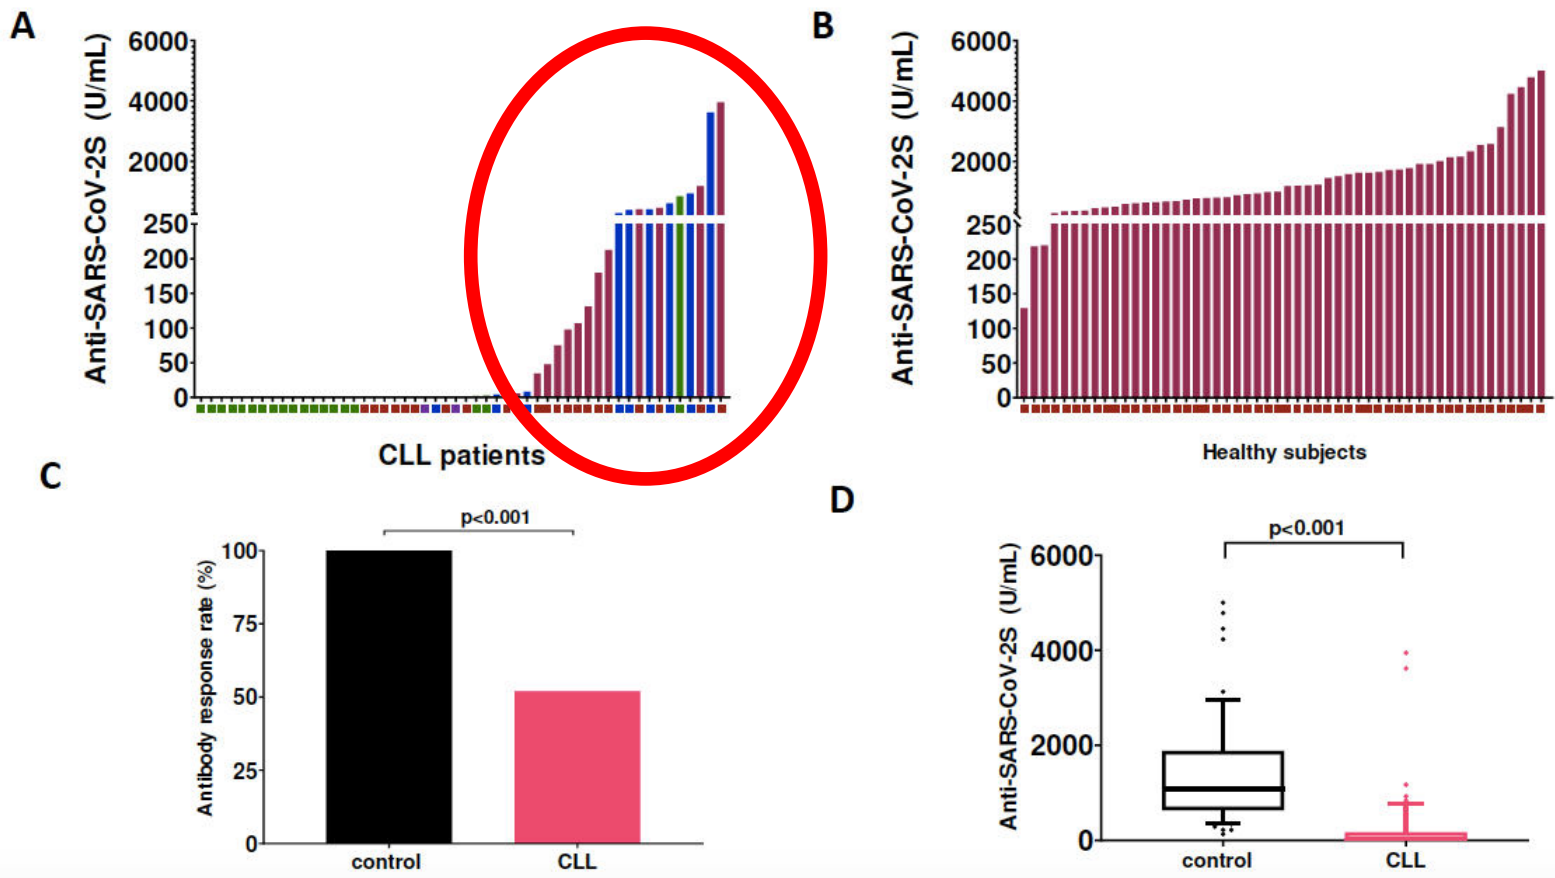 A
Anti-SARS-CoV-2S (U/mL)
6000
4000
2000
250
200
150
100
50
0
CLL patients
B
Anti-SARS-CoV-2S (U/mL)
6000
4000
2000
250
200
150
100
50
0
Healthy subjects
C
p<0.001
Antibody response rate (%)
100
75
50
25
0
control CLL
D
p<0.001
Anti-SARS-CoV-2S (U/mL)
6000
4000
2000
0
control CLL